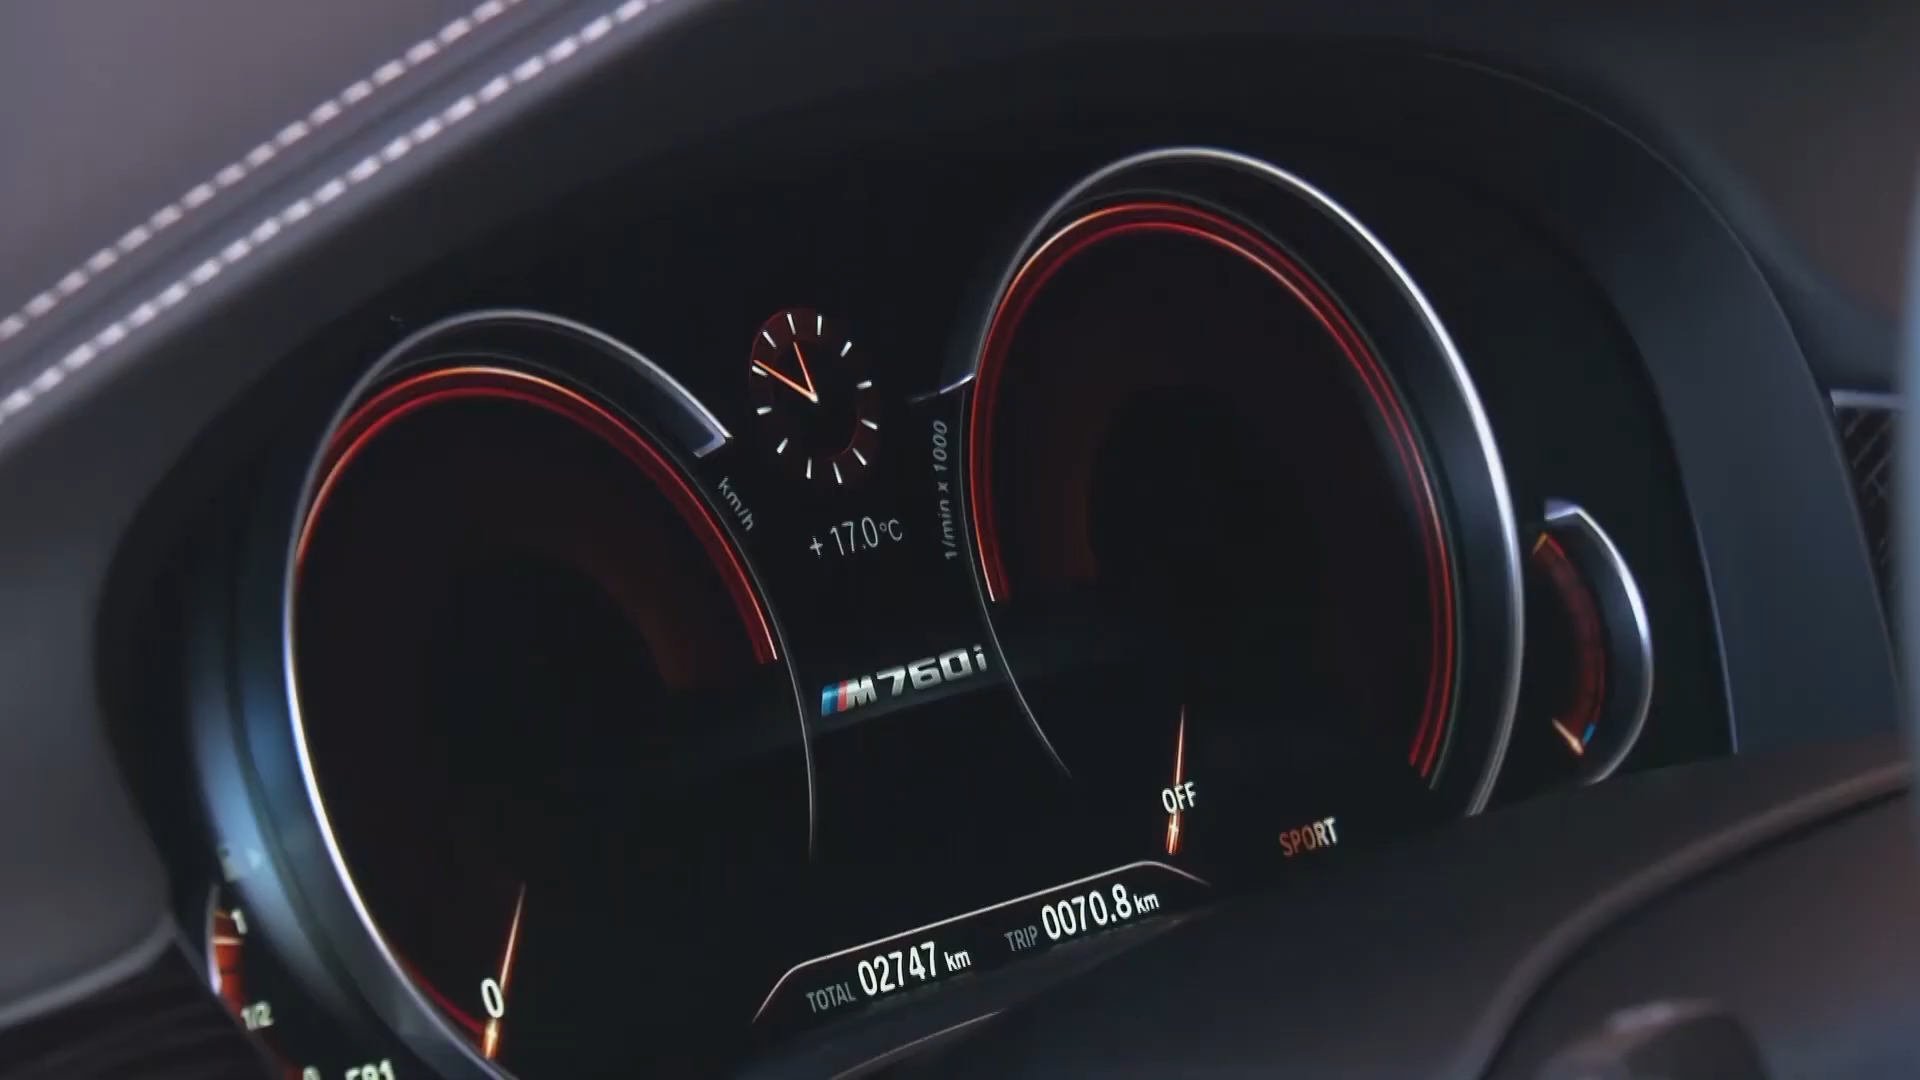 km/h
1/min x 1000
+ 17.0°C
M760i
OFF
SPORT
TOTAL 02747 km TRIP 0070.8 km
0
1
1/2